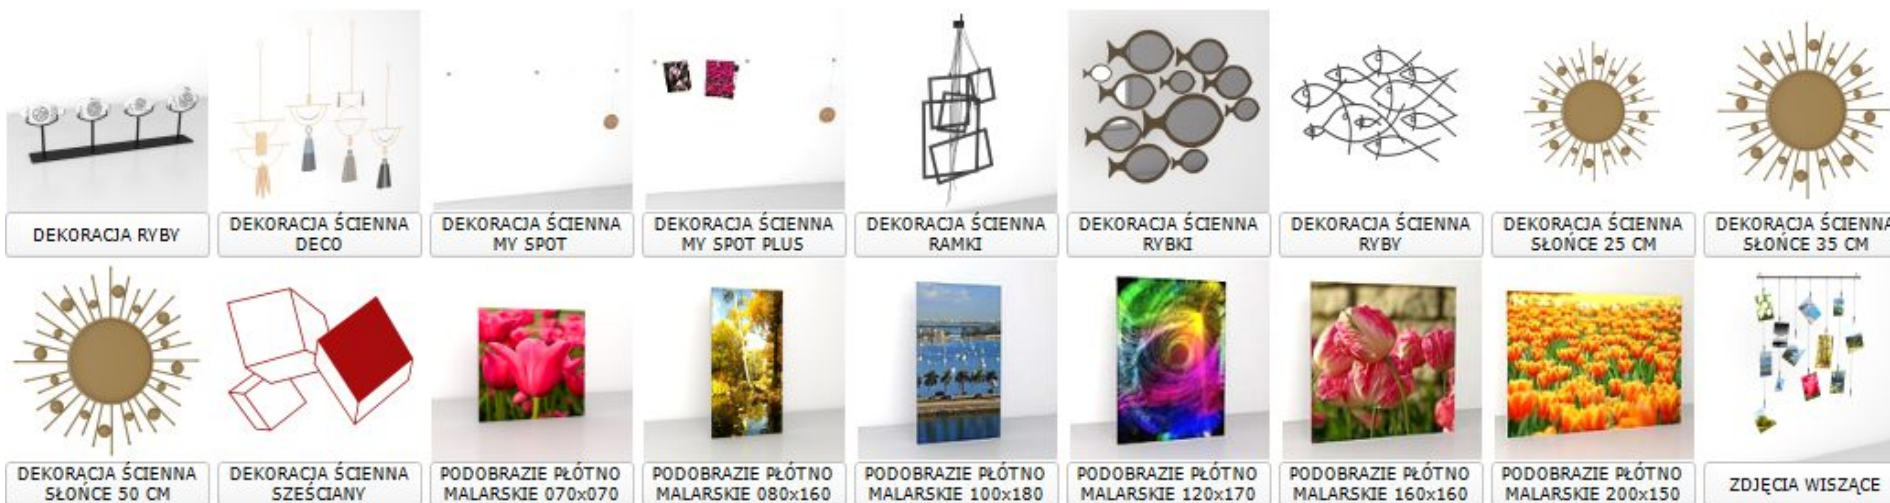 DEKORACJA RYBY
DEKORACJA ŚCIENNA
DECO
DEKORACJA ŚCIENNA
MY SPOT
DEKORACJA ŚCIENNA
MY SPOT PLUS
DEKORACJA ŚCIENNA
RAMKI
DEKORACJA ŚCIENNA
RYBKI
DEKORACJA ŚCIENNA
RYBY
DEKORACJA ŚCIENNA
SŁOŃCE 25 CM
DEKORACJA ŚCIENNA
SŁOŃCE 35 CM
DEKORACJA ŚCIENNA
SŁOŃCE 50 CM
DEKORACJA ŚCIENNA
SZEŚCIANY
PODOBRAZIE PŁÓTNO
MALARSKIE 070x070
PODOBRAZIE PŁÓTNO
MALARSKIE 080x160
PODOBRAZIE PŁÓTNO
MALARSKIE 100x180
PODOBRAZIE PŁÓTNO
MALARSKIE 120x170
PODOBRAZIE PŁÓTNO
MALARSKIE 160x160
PODOBRAZIE PŁÓTNO
MALARSKIE 200x150
ZDJĘCIA WISZĄCE